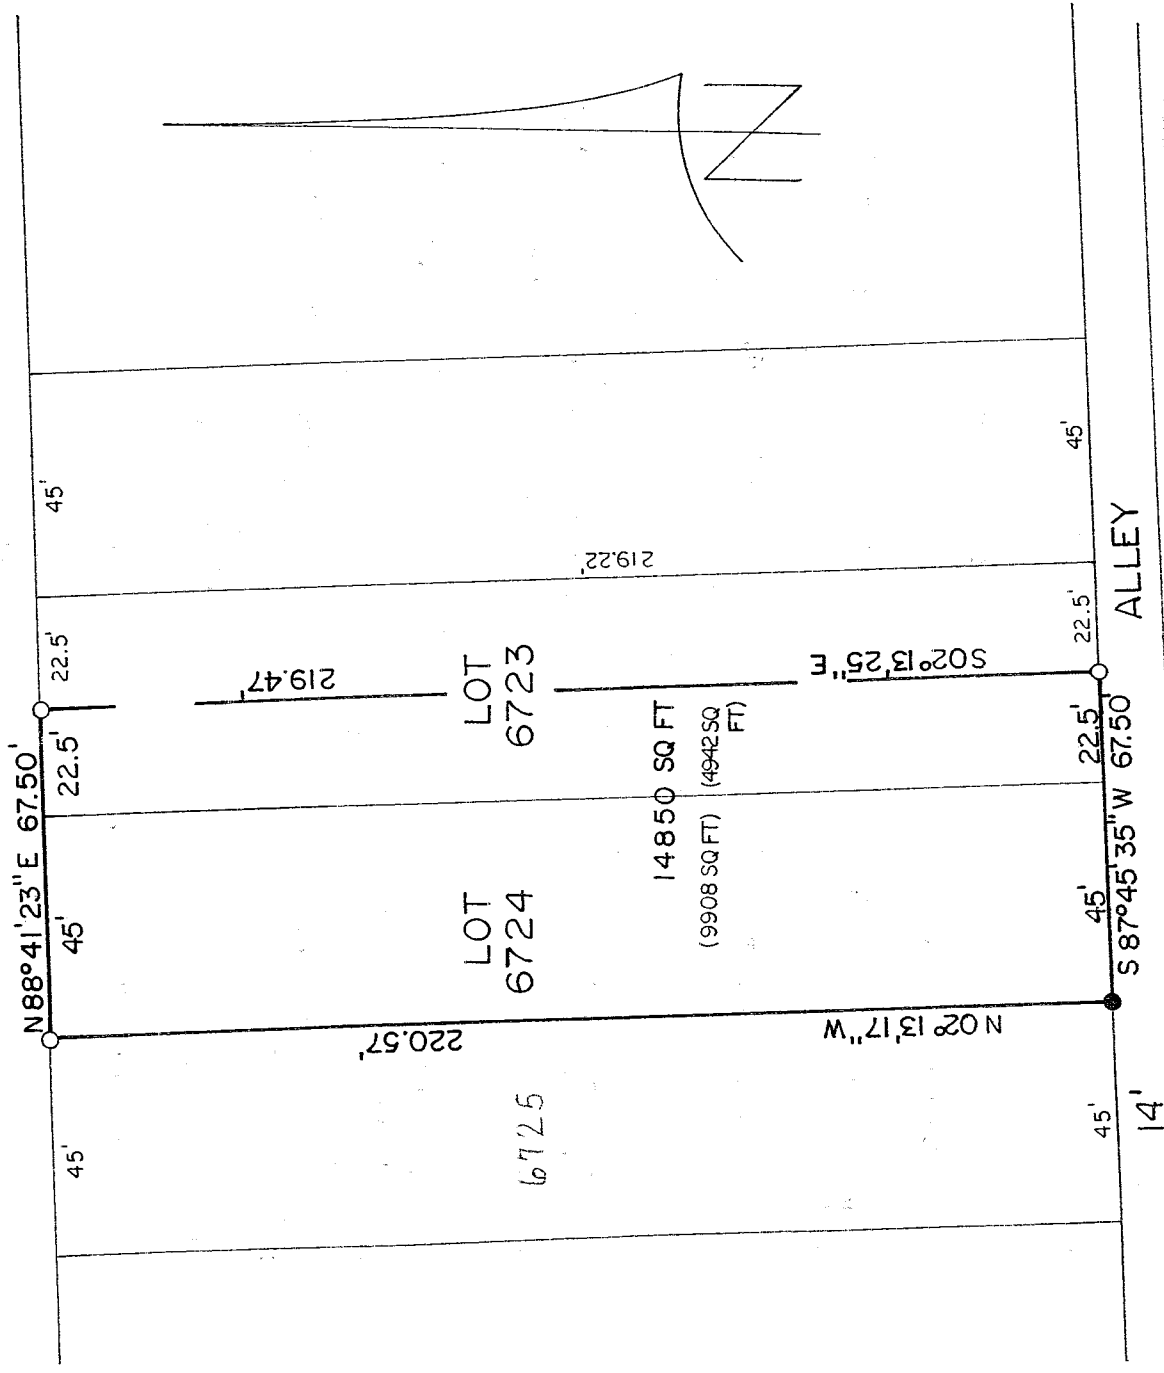 N
45'
45'
219.22'
ALLEY
22.5'
22.5'
219.47'
S02°13'25"E
LOT
6723
14850 SQ FT
(4942 SQ
FT)
(9908 SQ FT)
N88°41'23"E 67.50'
22.5'
22.5'
S 87°45'35"W 67.50'
45'
45'
LOT
6724
220.57'
N 02°13'17"W
6725
45'
45'
14'